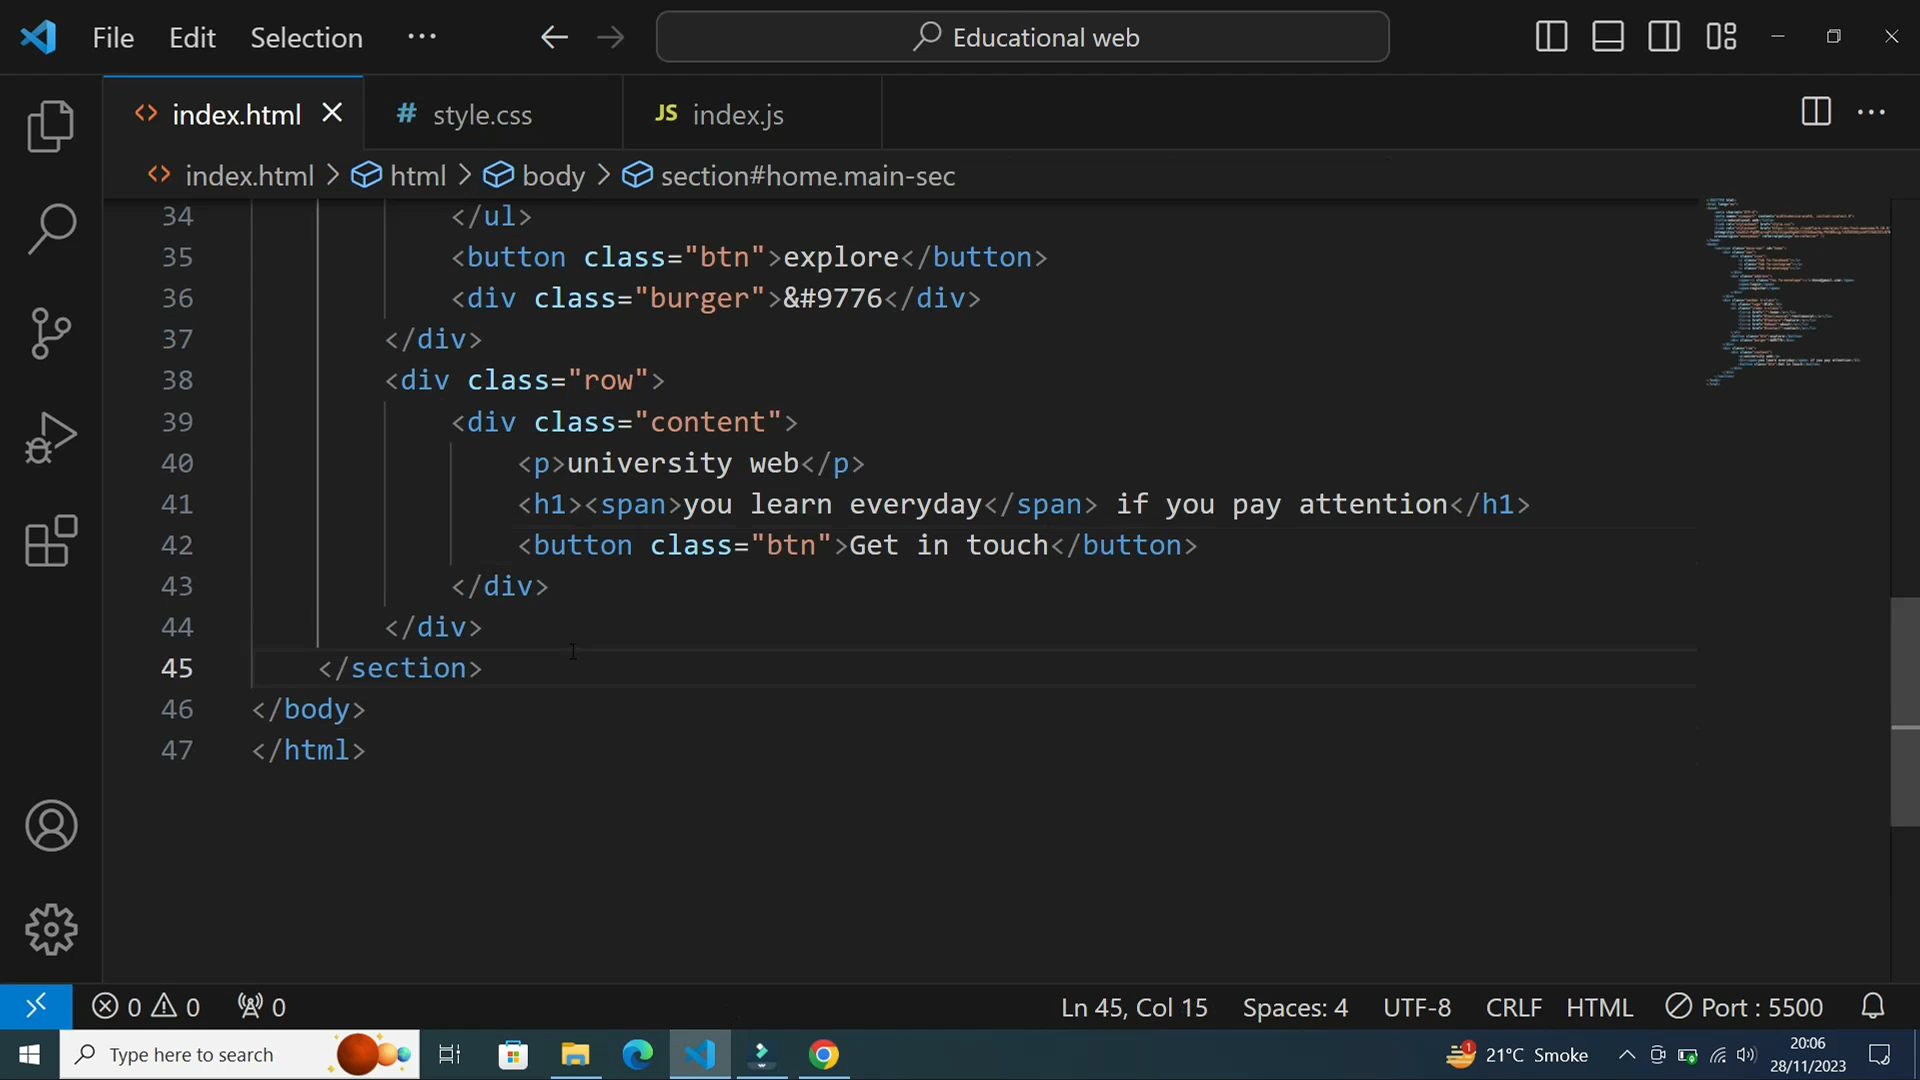 File Edit Selection ··· Educational web
index.html # style.css JS index.js
index.html > html > body > section#home.main-sec
34 </ul>
35 <button class="btn">explore</button>
36 <div class="burger">&#9776</div>
37 </div>
38 <div class="row">
39 <div class="content">
40 <p>university web</p>
41 <h1><span>you learn everyday</span> if you pay attention</h1>
42 <button class="btn">Get in touch</button>
43 </div>
44 </div>
45 </section>
46 </body>
47 </html>
0 0 0 Ln 45, Col 15 Spaces: 4 UTF-8 CRLF HTML Port : 5500
Type here to search 1 21°C Smoke 20:06
28/11/2023